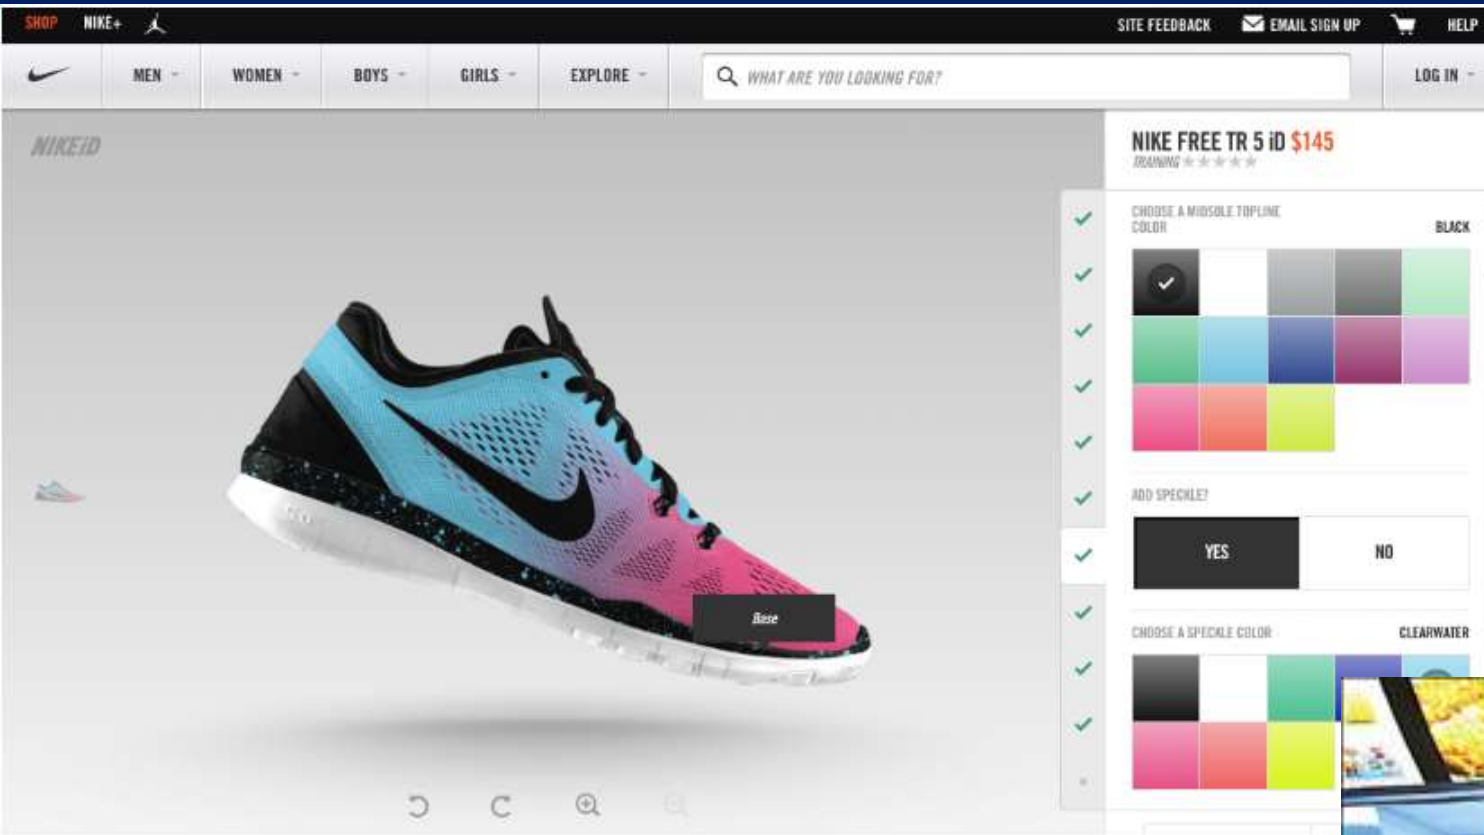 SHOP NIKE+ SITE FEEDBACK EMAIL SIGN UP HELP
MEN WOMEN BOYS GIRLS EXPLORE WHAT ARE YOU LOOKING FOR? LOG IN
NIKEiD
NIKE FREE TR 5 iD $145
TRAINING
CHOOSE A MIDSOLE TOPLINE
COLOR BLACK
ADD SPECKLE?
YES NO
CHOOSE A SPECKLE COLOR CLEARWATER
Base